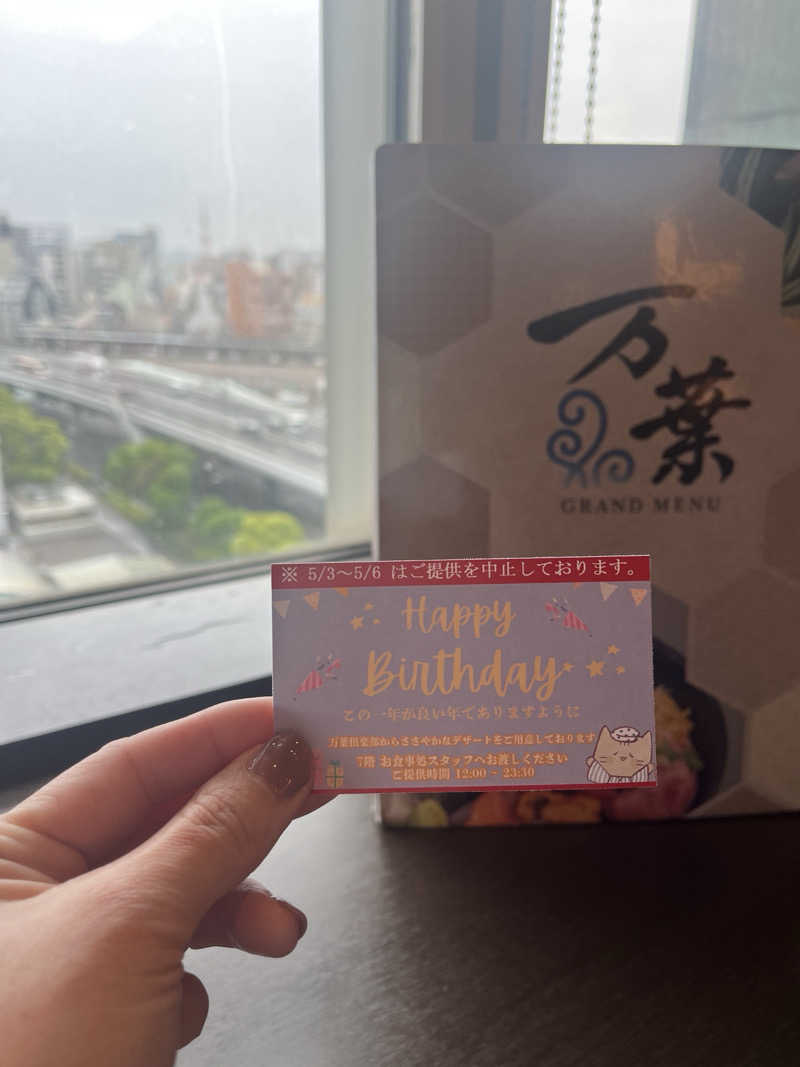 万葉
GRAND MENU
※ 5/3～5/6 はご提供を中止しております。
Happy
Birthday
この一年が良い年でありますように
万葉倶楽部からささやかなデザートをご用意しております
7階 お食事処スタッフへお渡しください
ご提供時間 12:00 ~ 23:30